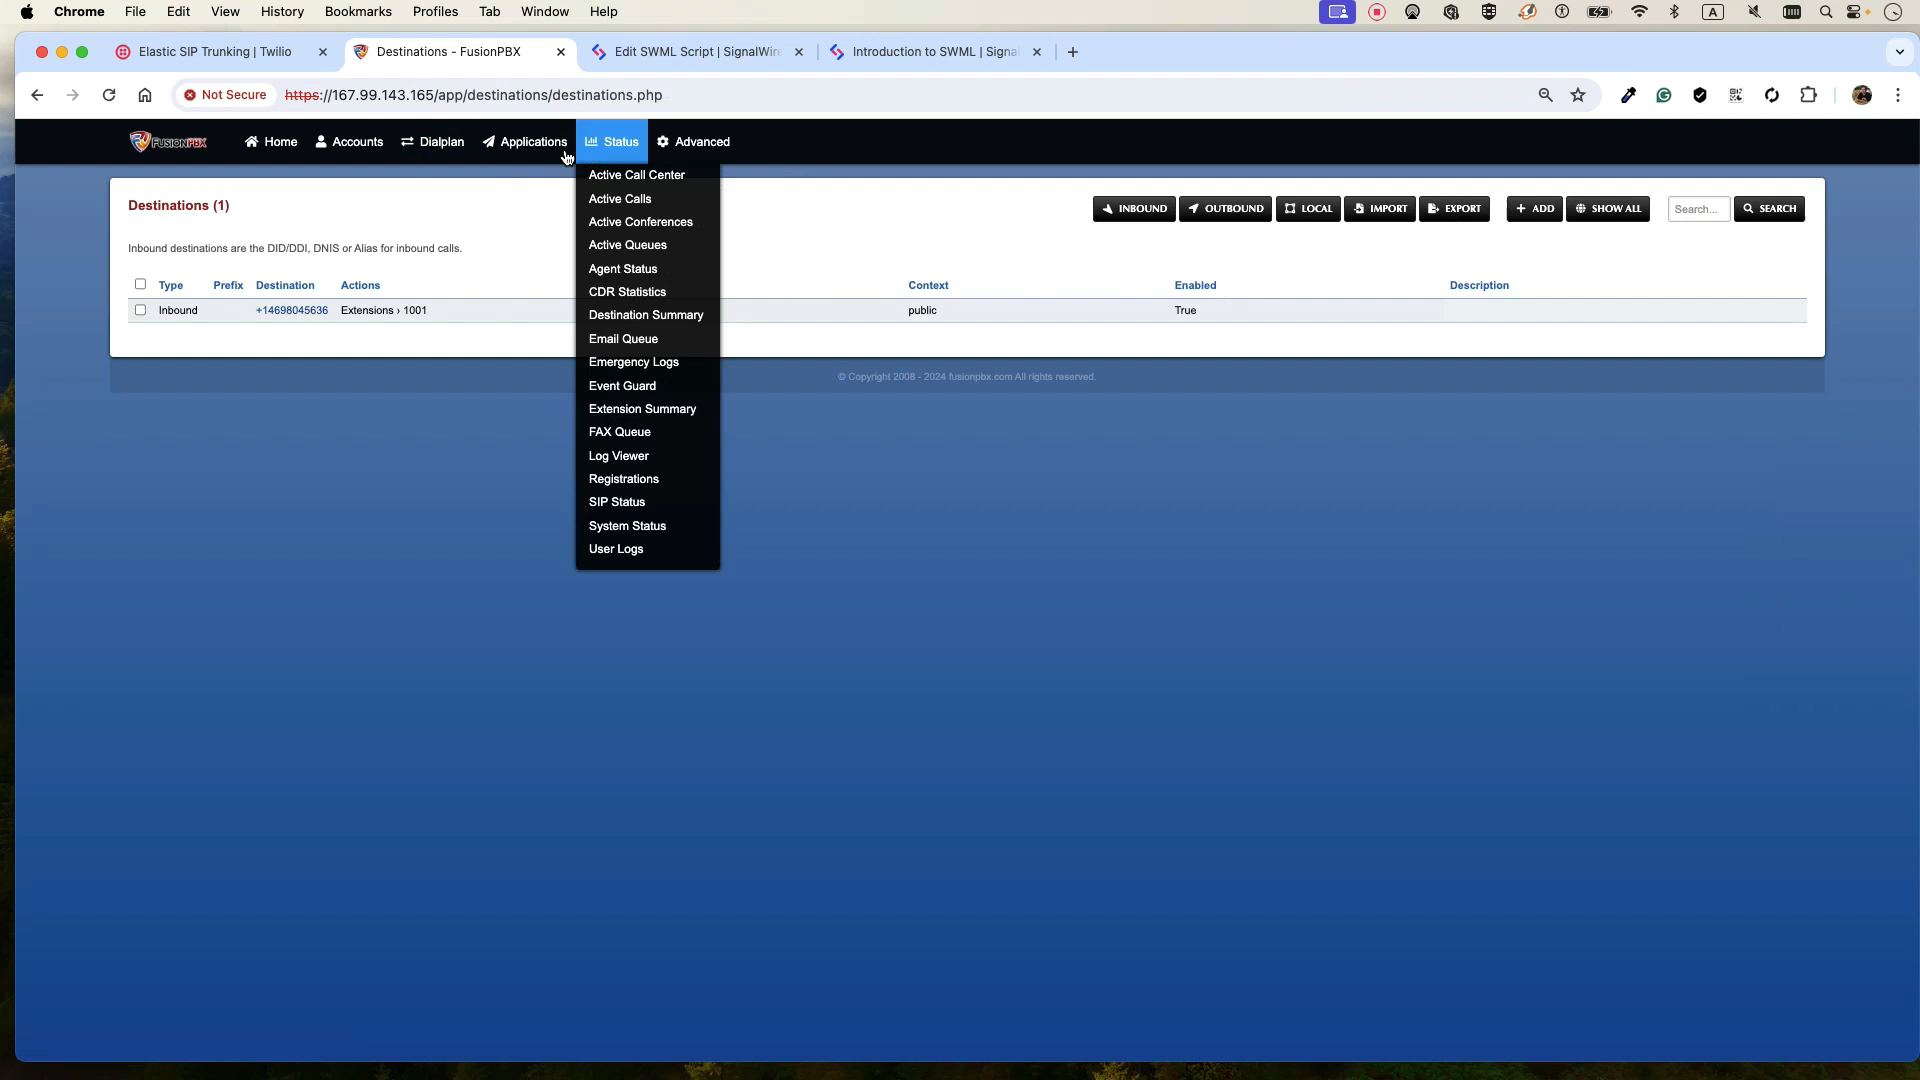 Chrome File Edit View History Bookmarks Profiles Tab Window Help A
Elastic SIP Trunking | Twilio Destinations - FusionPBX Edit SWML Script | SignalWire Introduction to SWML | Signa
Not Secure https://167.99.143.165/app/destinations/destinations.php
FUSIONPBX Home Accounts Dialplan Applications Status Advanced
Active Call Center
Active Calls
Active Conferences
Active Queues
Agent Status
CDR Statistics
Destination Summary
Email Queue
Emergency Logs
Event Guard
Extension Summary
FAX Queue
Log Viewer
Registrations
SIP Status
System Status
User Logs
Destinations (1) INBOUND OUTBOUND LOCAL IMPORT EXPORT ADD SHOW ALL Search... SEARCH
Inbound destinations are the DID/DDI, DNIS or Alias for inbound calls.
Type Prefix Destination Actions Context Enabled Description
Inbound +14698045636 Extensions › 1001 public True
© Copyright 2008 - 2024 fusionpbx.com All rights reserved.